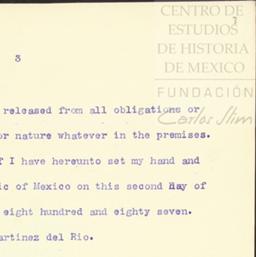 CENTRO DE
ESTUDIOS
DE HISTORIA
DE MEXICO
FUNDACIÓN
Carlos Slim
3
released from all obligations or
or nature whatever in the premises.
I have hereunto set my hand and
ic of Mexico on this second day of
eight hundred and eighty seven.
artinez del Rio.